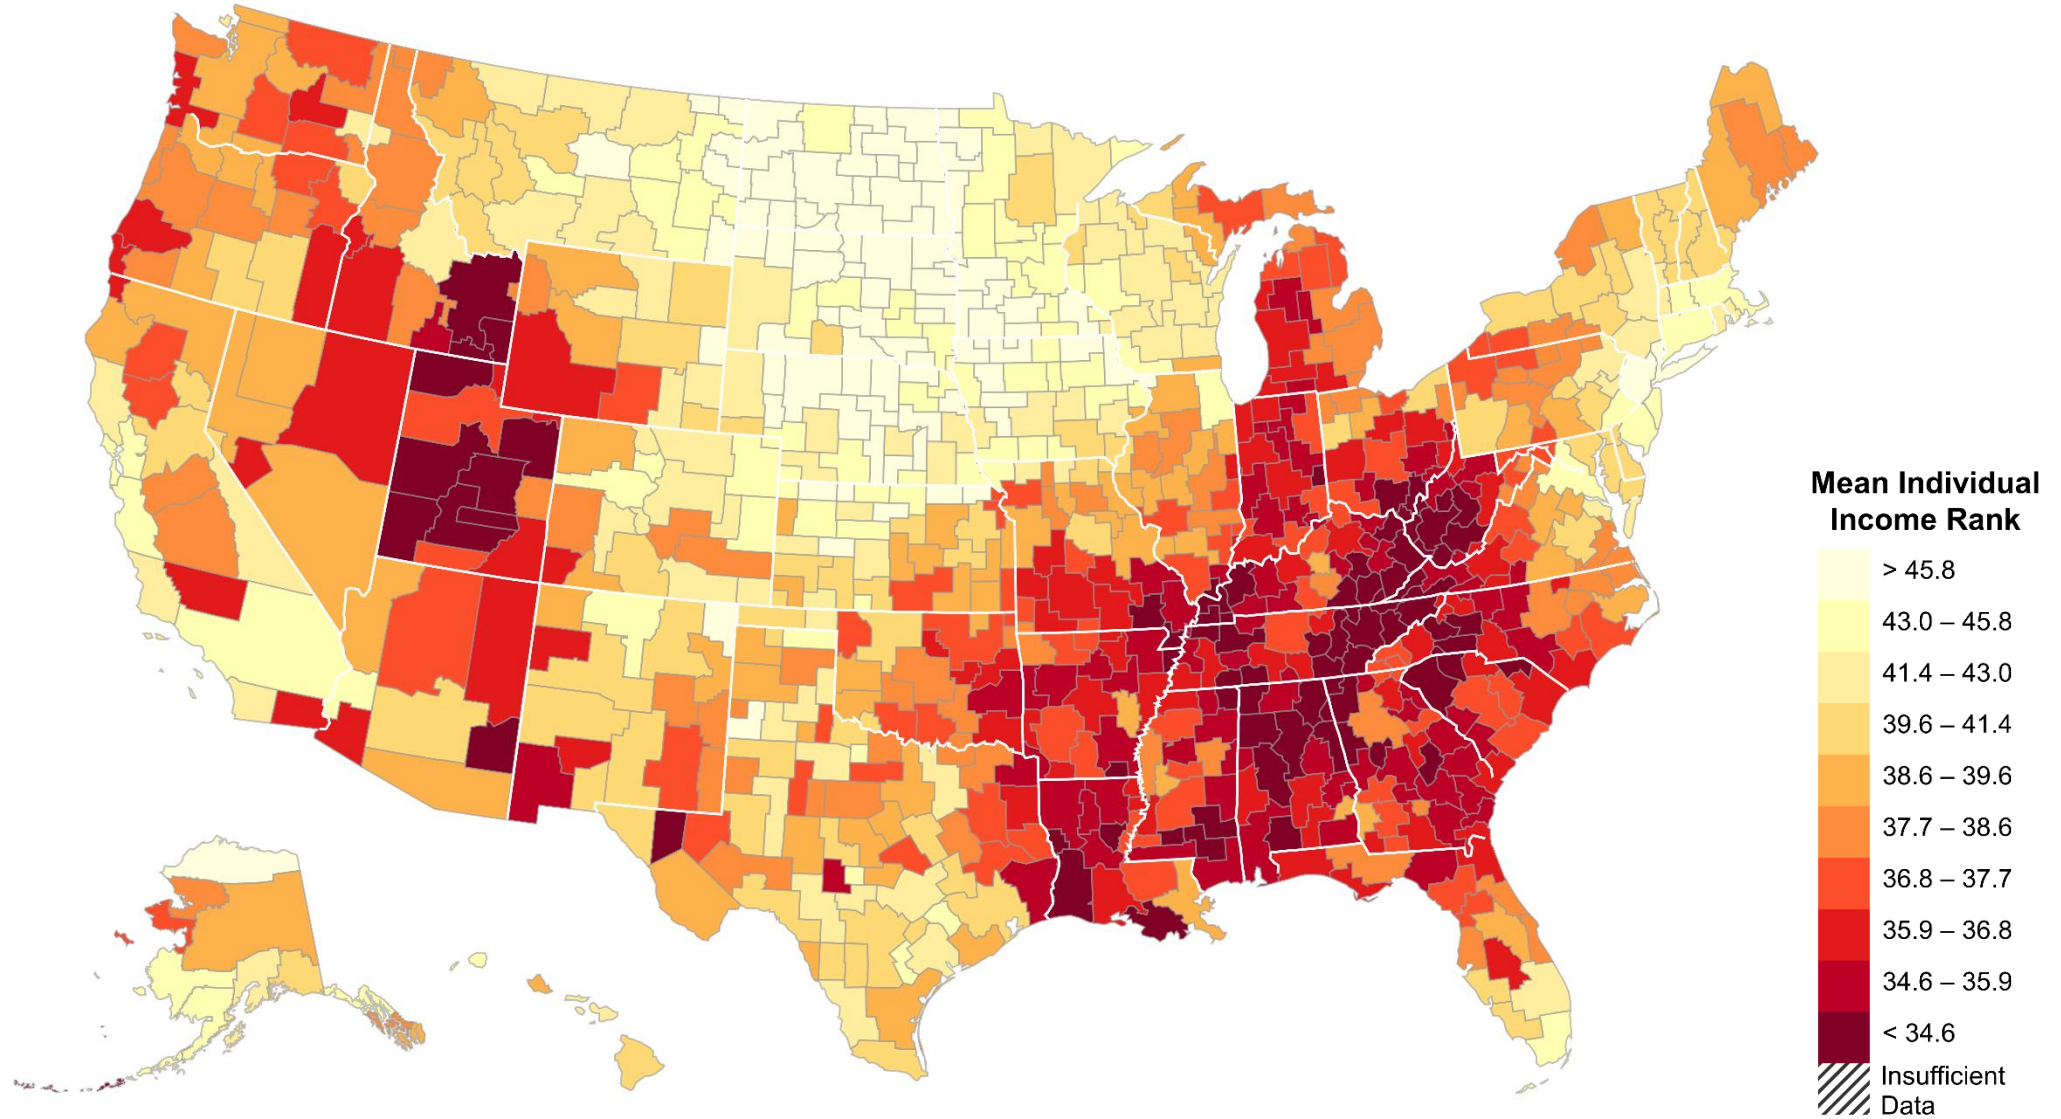 Mean Individual
Income Rank
> 45.8
43.0 – 45.8
41.4 – 43.0
39.6 – 41.4
38.6 – 39.6
37.7 – 38.6
36.8 – 37.7
35.9 – 36.8
34.6 – 35.9
< 34.6
Insufficient
Data